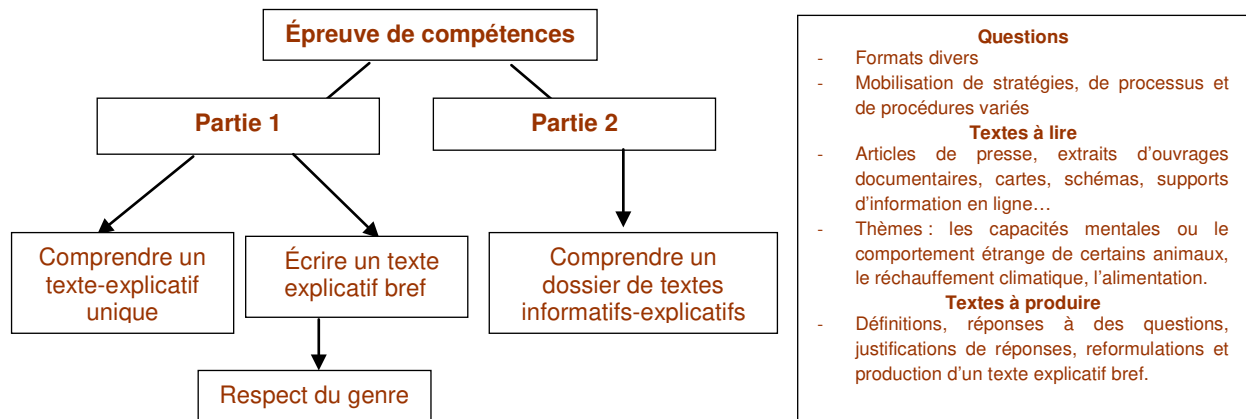 Épreuve de compétences
Partie 1
Partie 2
Comprendre un
texte-explicatif
unique
Écrire un texte
explicatif bref
Comprendre un
dossier de textes
informatifs-explicatifs
Respect du genre
Questions
- Formats divers
- Mobilisation de stratégies, de processus et
de procédures variés
Textes à lire
- Articles de presse, extraits d'ouvrages
documentaires, cartes, schémas, supports
d'information en ligne…
- Thèmes : les capacités mentales ou le
comportement étrange de certains animaux,
le réchauffement climatique, l'alimentation.
Textes à produire
- Définitions, réponses à des questions,
justifications de réponses, reformulations et
production d'un texte explicatif bref.